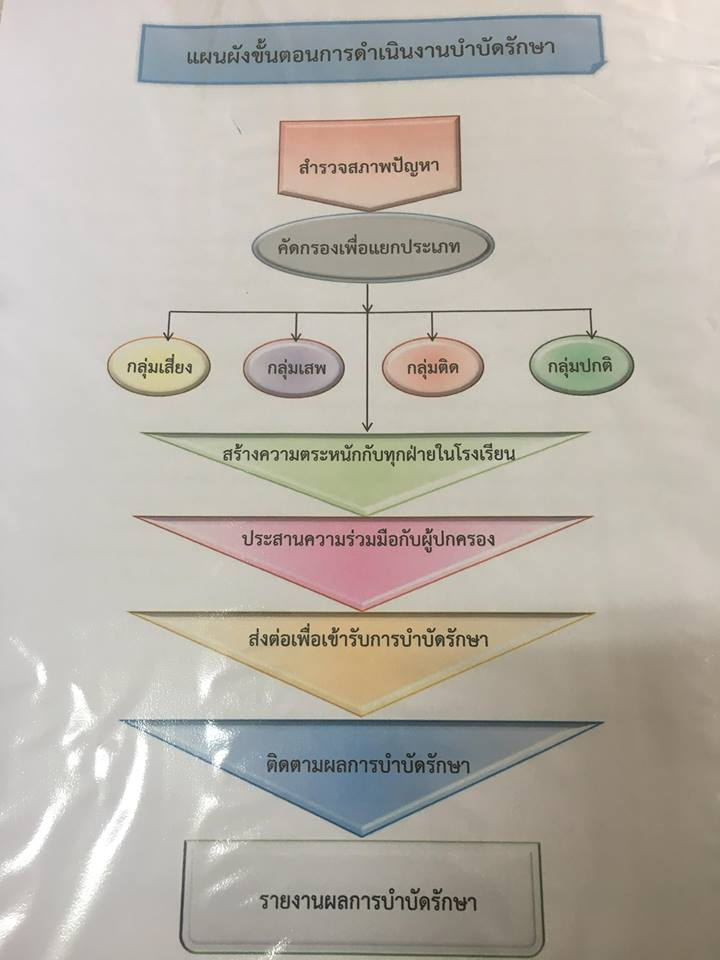 แผนผังขั้นตอนการดำเนินงานบำบัดรักษา
สำรวจสภาพปัญหา
คัดกรองเพื่อแยกประเภท
กลุ่มเสี่ยง
กลุ่มเสพ
กลุ่มติด
กลุ่มปกติ
สร้างความตระหนักกับทุกฝ่ายในโรงเรียน
ประสานความร่วมมือกับผู้ปกครอง
ส่งต่อเพื่อเข้ารับการบำบัดรักษา
ติดตามผลการบำบัดรักษา
รายงานผลการบำบัดรักษา